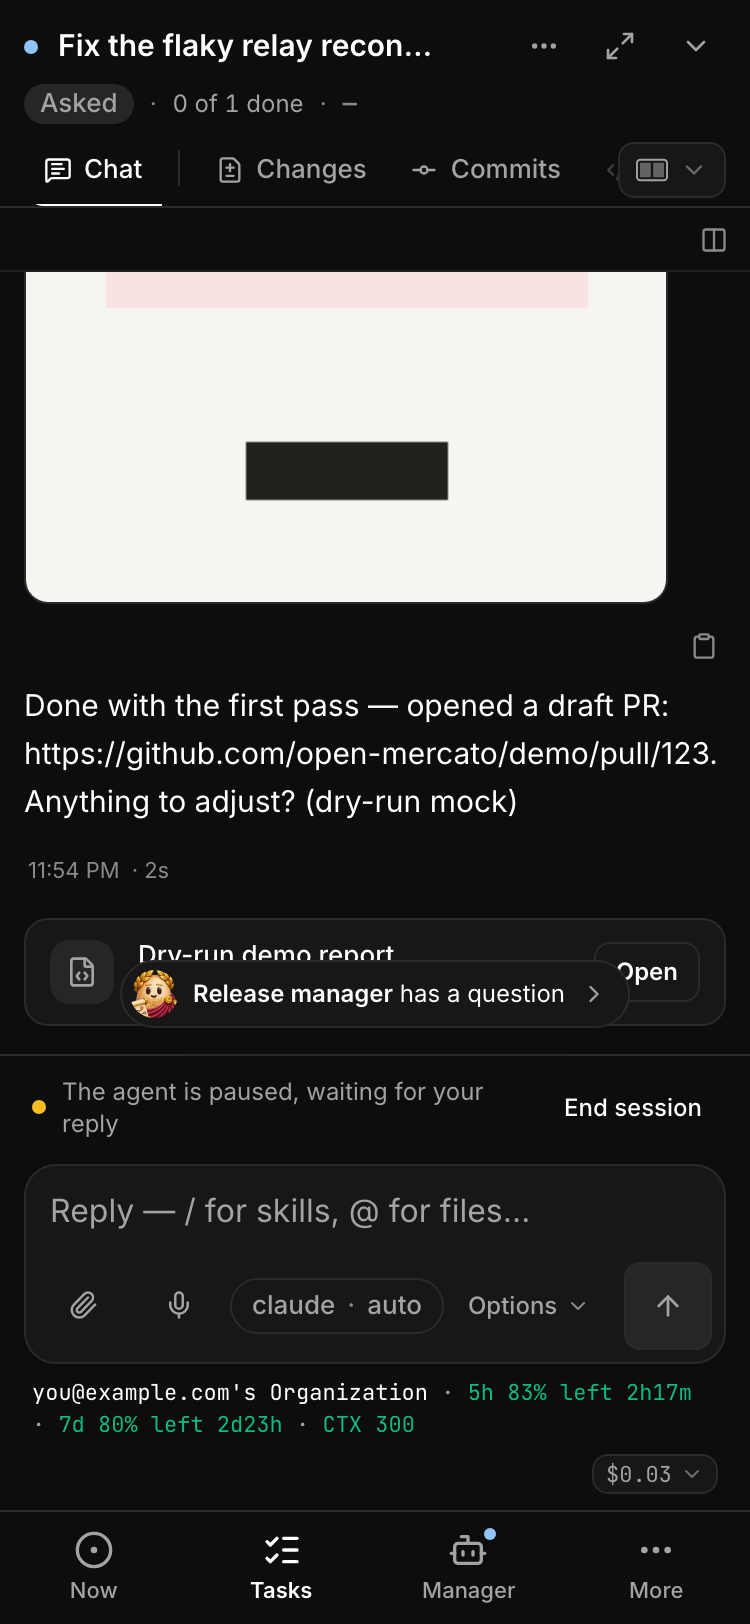 Fix the flaky relay recon...
Asked · 0 of 1 done · –
Chat
Changes
Commits
Done with the first pass — opened a draft PR:
https://github.com/open-mercato/demo/pull/123.
Anything to adjust? (dry-run mock)
11:54 PM · 2s
Dry-run demo report
Open
Release manager has a question
The agent is paused, waiting for your
reply
End session
Reply — / for skills, @ for files...
claude · auto
Options
you@example.com's Organization · 5h 83% left 2h17m
· 7d 80% left 2d23h · CTX 300
$0.03
Now
Tasks
Manager
More